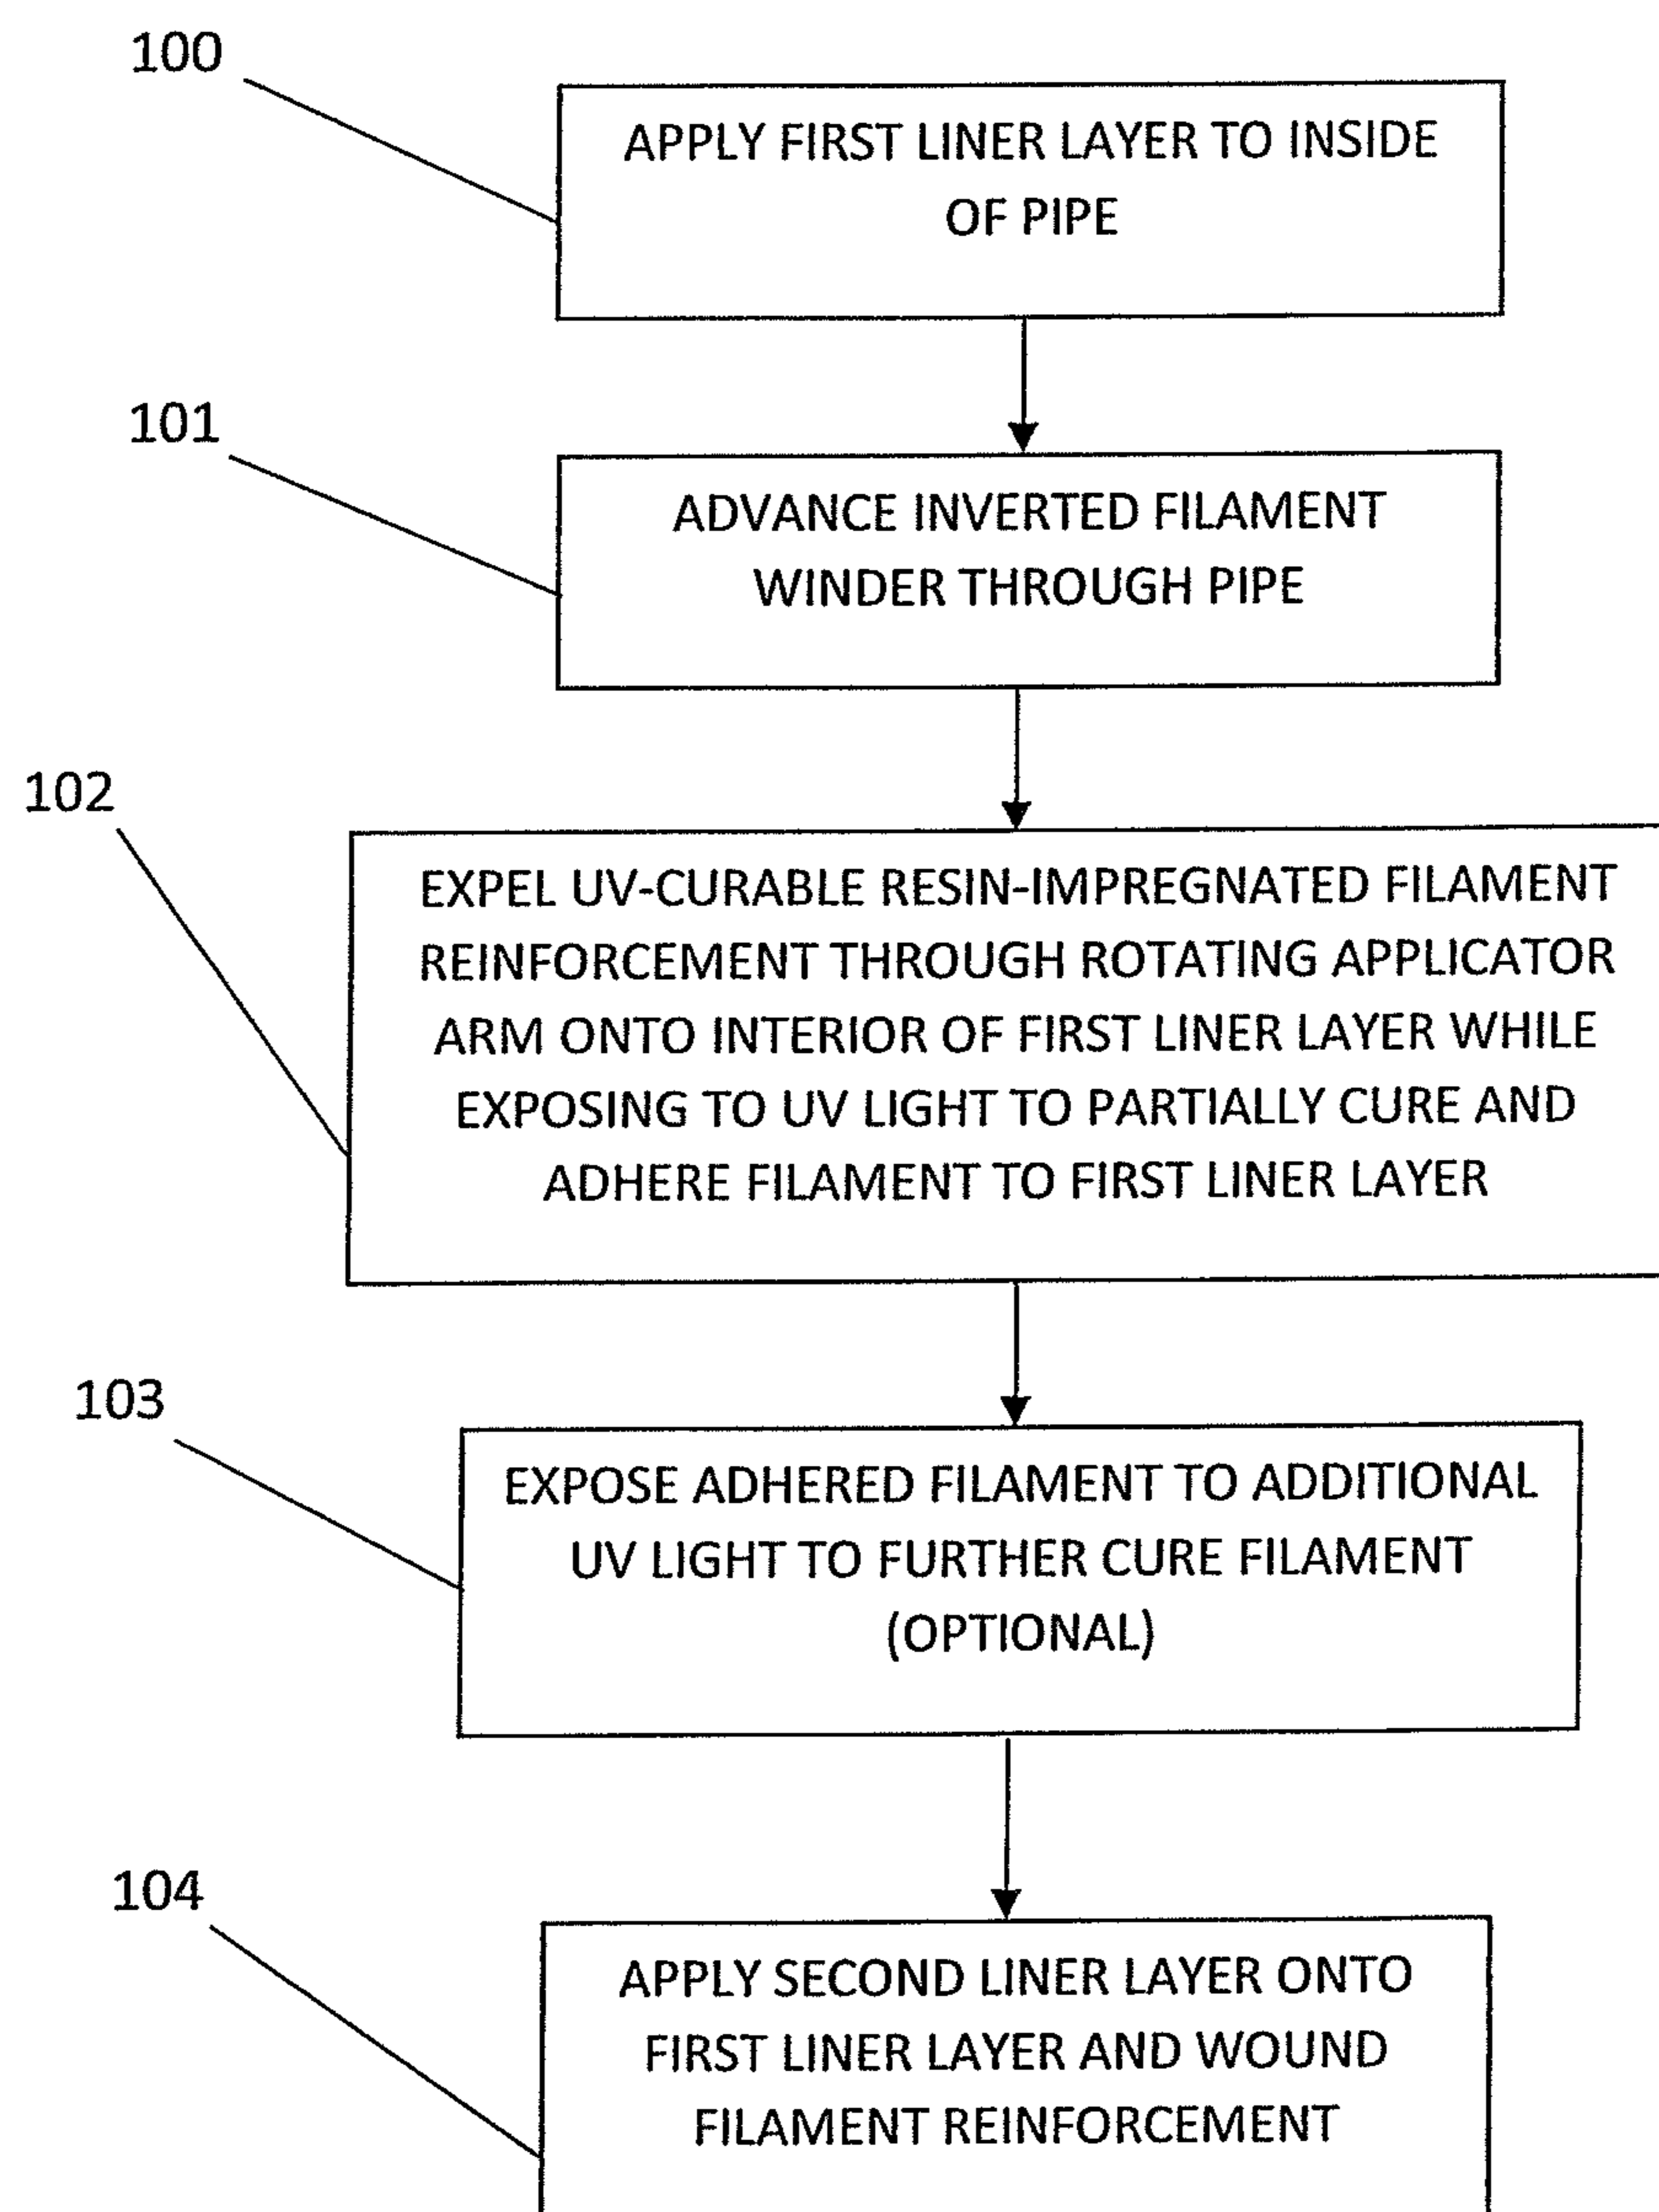 100
APPLY FIRST LINER LAYER TO INSIDE
OF PIPE
101
ADVANCE INVERTED FILAMENT
WINDER THROUGH PIPE
102
EXPEL UV-CURABLE RESIN-IMPREGNATED FILAMENT
REINFORCEMENT THROUGH ROTATING APPLICATOR
ARM ONTO INTERIOR OF FIRST LINER LAYER WHILE
EXPOSING TO UV LIGHT TO PARTIALLY CURE AND
ADHERE FILAMENT TO FIRST LINER LAYER
103
EXPOSE ADHERED FILAMENT TO ADDITIONAL
UV LIGHT TO FURTHER CURE FILAMENT
(OPTIONAL)
104
APPLY SECOND LINER LAYER ONTO
FIRST LINER LAYER AND WOUND
FILAMENT REINFORCEMENT